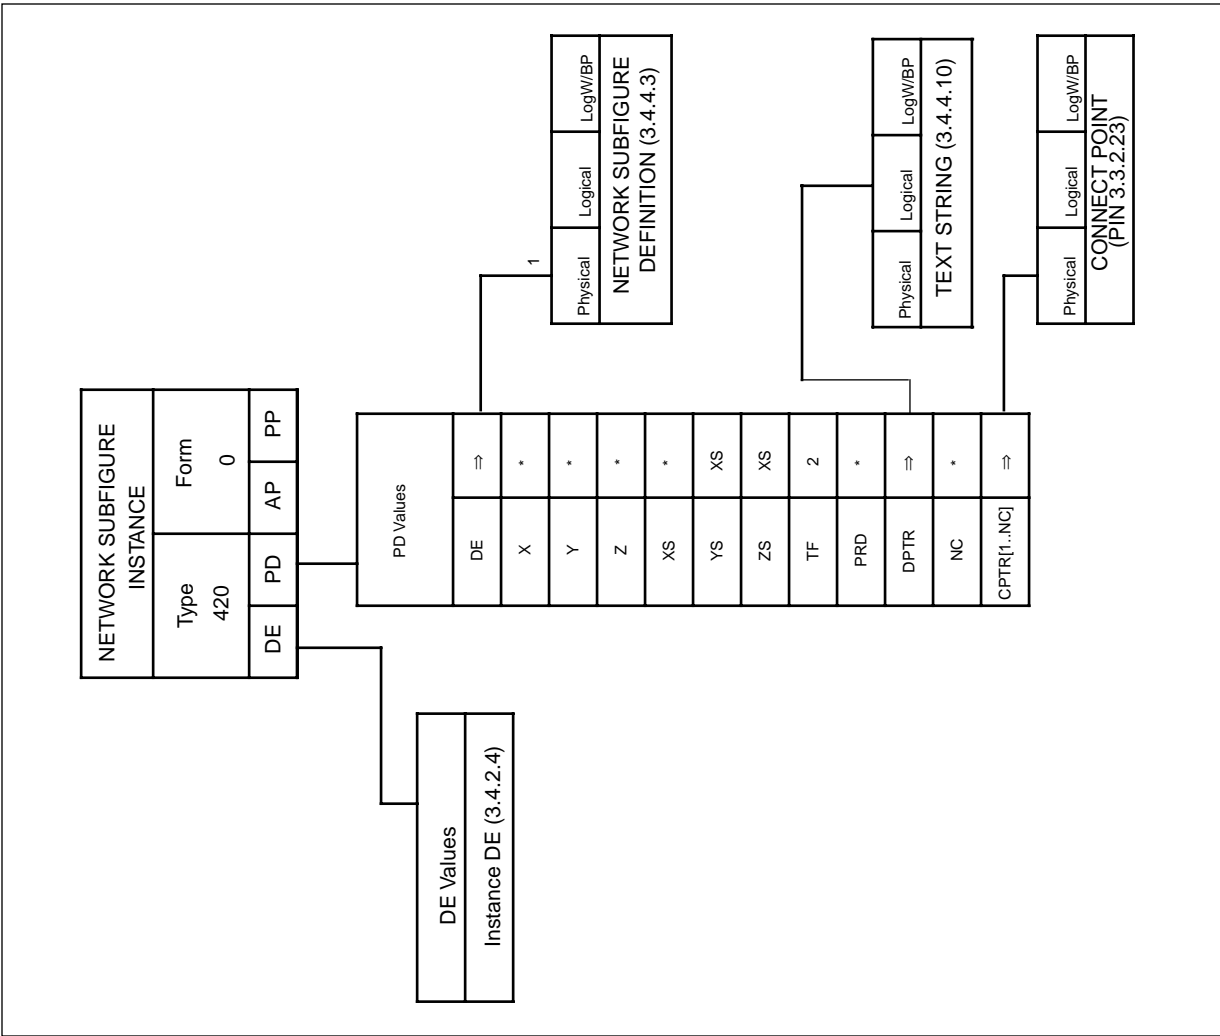 NETWORK SUBFIGURE
INSTANCE
Type
420
Form
0
DE PD AP PP
DE Values
Instance DE (3.4.2.4)
PD Values
DE ⇒
X *
Y *
Z *
XS *
YS XS
ZS XS
TF 2
PRD *
DPTR ⇒
NC *
CPTR[1..NC] ⇒
1
Physical Logical LogW/BP
NETWORK SUBFIGURE
DEFINITION (3.4.4.3)
Physical Logical LogW/BP
TEXT STRING (3.4.4.10)
Physical Logical LogW/BP
CONNECT POINT
(PIN 3.3.2.23)